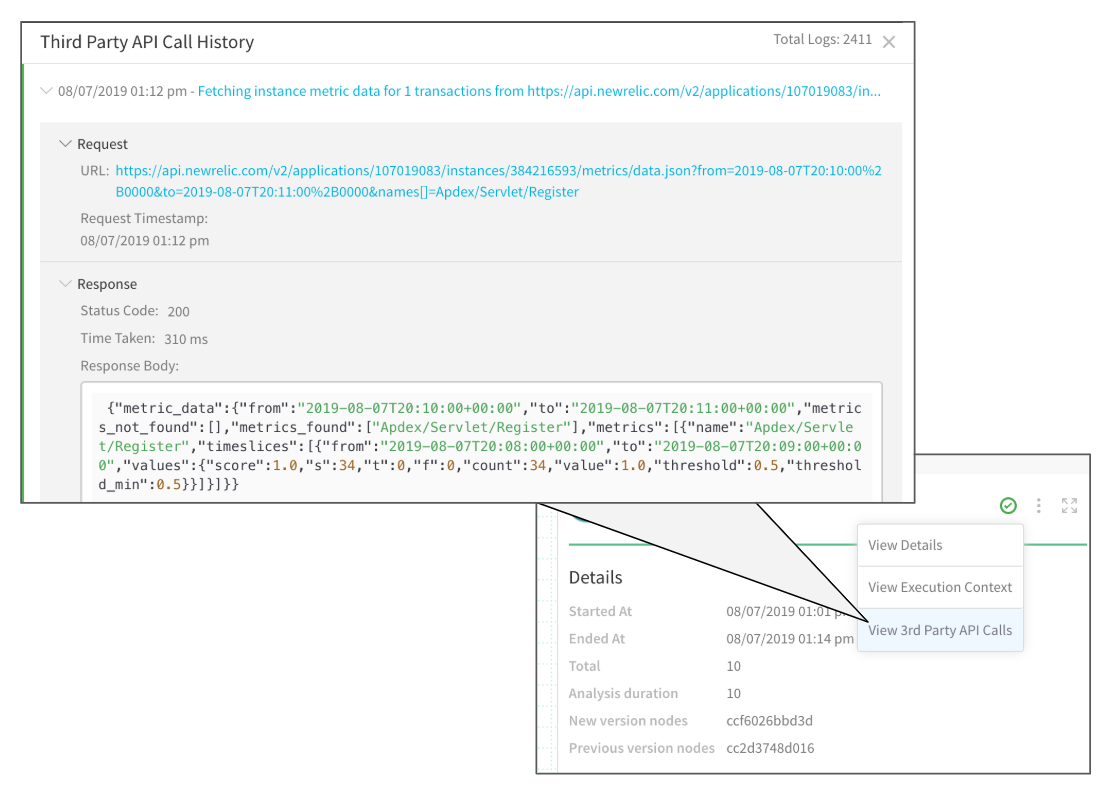 Third Party API Call History
Total Logs: 2411
08/07/2019 01:12 pm - Fetching instance metric data for 1 transactions from https://api.newrelic.com/v2/applications/107019083/in...
Request
URL: https://api.newrelic.com/v2/applications/107019083/instances/384216593/metrics/data.json?from=2019-08-07T20:10:00%2
B0000&to=2019-08-07T20:11:00%2B0000&names[]=Apdex/Servlet/Register
Request Timestamp:
08/07/2019 01:12 pm
Response
Status Code: 200
Time Taken: 310 ms
Response Body:
{"metric_data":{"from":"2019-08-07T20:10:00+00:00","to":"2019-08-07T20:11:00+00:00","metric
s_not_found":[],"metrics_found":["Apdex/Servlet/Register"],"metrics":[{"name":"Apdex/Servle
t/Register","timeslices":[{"from":"2019-08-07T20:08:00+00:00","to":"2019-08-07T20:09:00+00:0
0","values":{"score":1.0,"s":34,"t":0,"f":0,"count":34,"value":1.0,"threshold":0.5,"threshol
d_min":0.5}}]}]}}
View Details
View Execution Context
View 3rd Party API Calls
Details
Started At 08/07/2019 01:01 p
Ended At 08/07/2019 01:14 pm
Total 10
Analysis duration 10
New version nodes ccf6026bbd3d
Previous version nodes cc2d3748d016